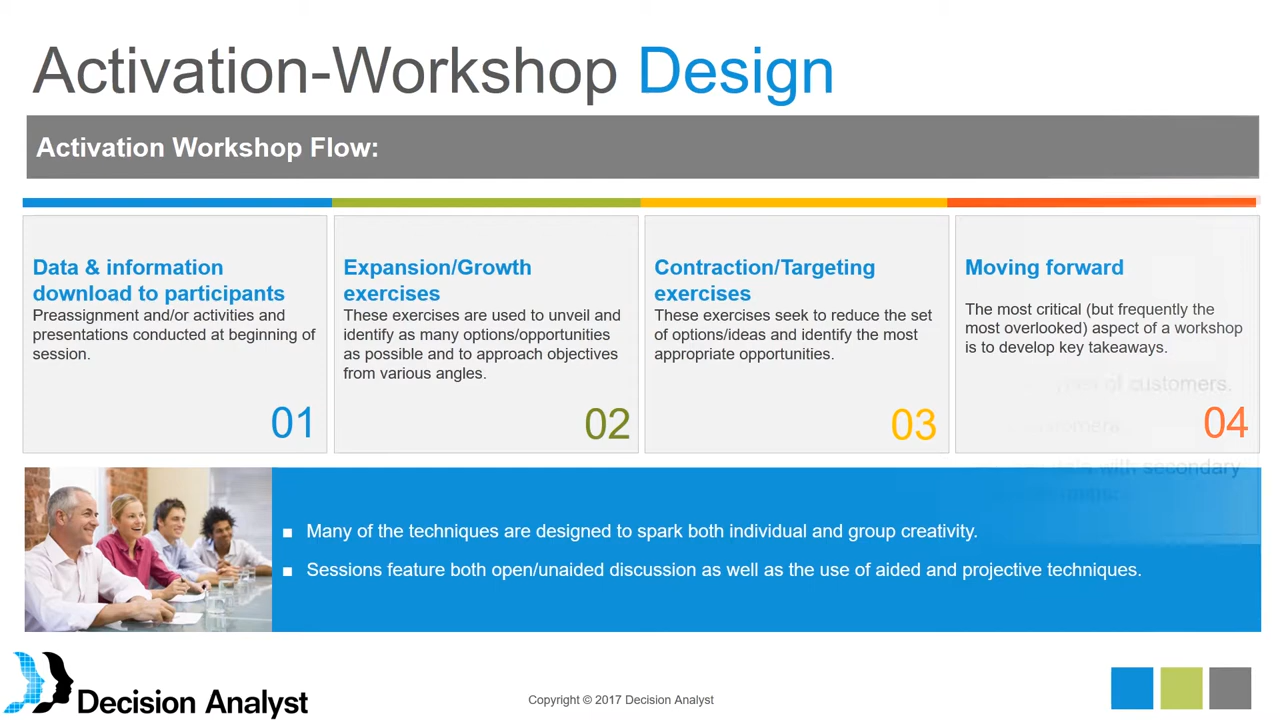 Activation-Workshop Design
Activation Workshop Flow:
Data & information
download to participants
Preassignment and/or activities and
presentations conducted at beginning of
session.
01
Expansion/Growth
exercises
These exercises are used to unveil and
identify as many options/opportunities
as possible and to approach objectives
from various angles.
02
Contraction/Targeting
exercises
These exercises seek to reduce the set
of options/ideas and identify the most
appropriate opportunities.
03
Moving forward
The most critical (but frequently the
most overlooked) aspect of a workshop
is to develop key takeaways.
of customers.
04
with secondary
■ Many of the techniques are designed to spark both individual and group creativity.
■ Sessions feature both open/unaided discussion as well as the use of aided and projective techniques.
Decision Analyst
Copyright © 2017 Decision Analyst